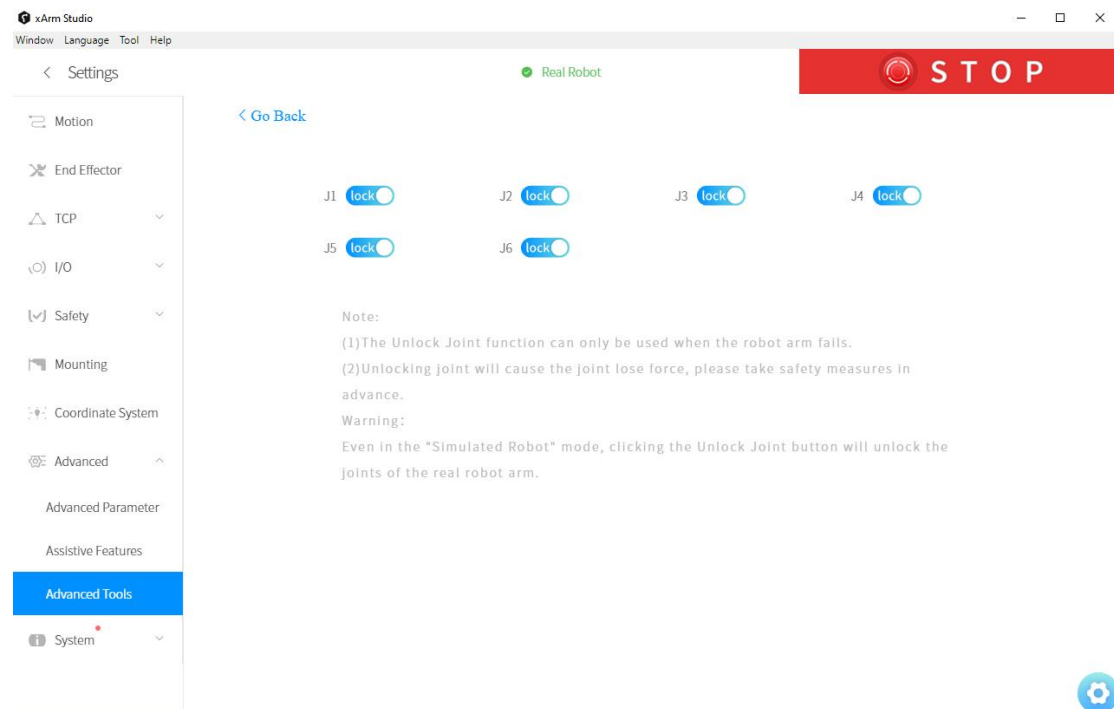 xArm Studio
Window Language Tool Help
Settings
Real Robot
STOP
Motion
End Effector
TCP
I/O
Safety
Mounting
Coordinate System
Advanced
Advanced Parameter
Assistive Features
Advanced Tools
System
Go Back
J1 lock J2 lock J3 lock J4 lock
J5 lock J6 lock
Note:
(1)The Unlock Joint function can only be used when the robot arm fails.
(2)Unlocking joint will cause the joint lose force, please take safety measures in
advance.
Warning:
Even in the "Simulated Robot" mode, clicking the Unlock Joint button will unlock the
joints of the real robot arm.